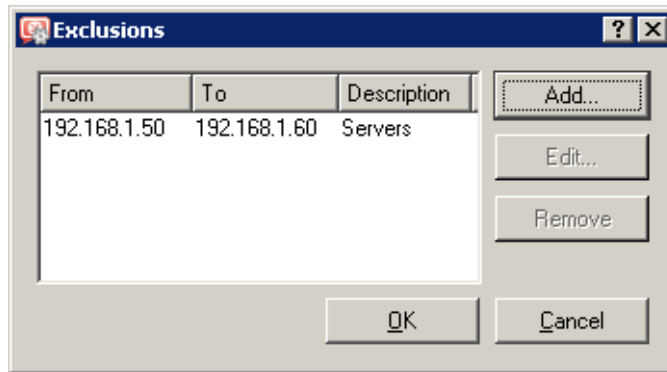 Exclusions
From To Description
192.168.1.50 192.168.1.60 Servers
Add...
Edit...
Remove
OK Cancel